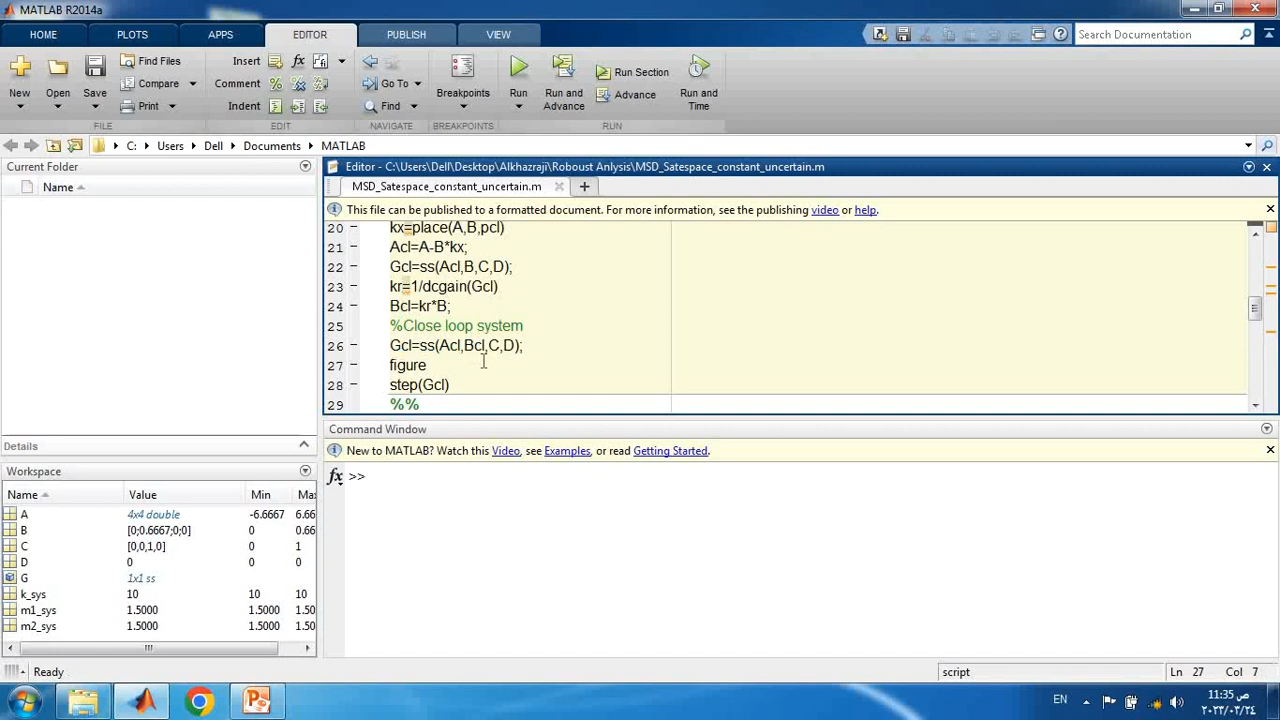 MATLAB R2014a
HOME PLOTS APPS EDITOR PUBLISH VIEW
Search Documentation
New Open Save Find Files Compare Print
Insert Comment Indent fx
Go To Find
Breakpoints
Run Run and Advance Run Section Advance Run and Time
FILE EDIT NAVIGATE BREAKPOINTS RUN
C: Users Dell Documents MATLAB
Current Folder
Name
Details
Workspace
Name Value Min Max
A 4x4 double -6.6667 6.66
B [0;0.6667;0;0] 0 0.66
C [0,0,1,0] 0 1
D 0 0 0
G 1x1 ss
k_sys 10 10 10
m1_sys 1.5000 1.5000 1.50
m2_sys 1.5000 1.5000 1.50
Editor - C:\Users\Dell\Desktop\Alkhazraji\Roboust Anlysis\MSD_Satespace_constant_uncertain.m
MSD_Satespace_constant_uncertain.m
This file can be published to a formatted document. For more information, see the publishing video or help.
20 – kx=place(A,B,pcl)
21 – Acl=A-B*kx;
22 – Gcl=ss(Acl,B,C,D);
23 – kr=1/dcgain(Gcl)
24 – Bcl=kr*B;
25 %Close loop system
26 – Gcl=ss(Acl,Bcl,C,D);
27 – figure
28 – step(Gcl)
29 %%
Command Window
New to MATLAB? Watch this Video, see Examples, or read Getting Started.
fx >>
Ready
script
Ln 27 Col 7
EN
11:35 ص
٢٠٢٢/٠٣/٢٤